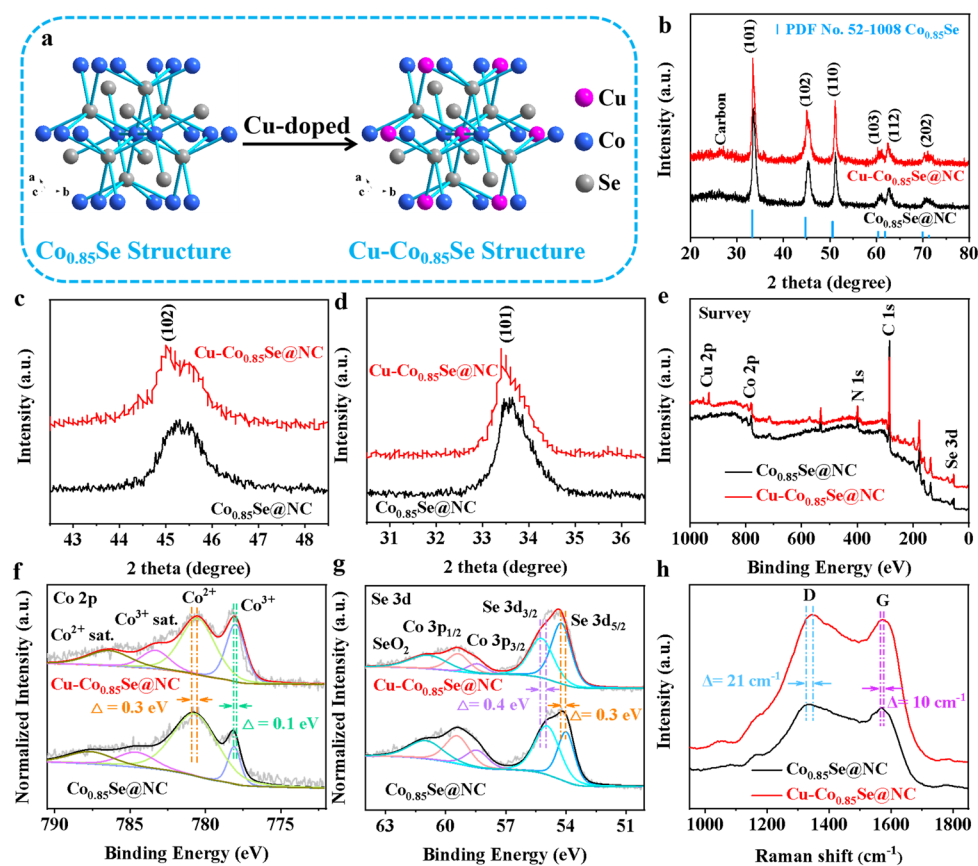 a
Cu-doped
Cu
Co
Se
a
c b
a
c b
Co0.85Se Structure
Cu-Co0.85Se Structure
b
PDF No. 52-1008 Co0.85Se
Intensity (a.u.)
Carbon
(101)
(102)
(110)
(103)
(112)
(202)
Cu-Co0.85Se@NC
Co0.85Se@NC
20 30 40 50 60 70 80
2 theta (degree)
c
Intensity (a.u.)
(102)
Cu-Co0.85Se@NC
Co0.85Se@NC
43 44 45 46 47 48
2 theta (degree)
d
Intensity (a.u.)
(101)
Cu-Co0.85Se@NC
Co0.85Se@NC
31 32 33 34 35 36
2 theta (degree)
e
Survey
Intensity (a.u.)
Cu 2p
Co 2p
N 1s
C 1s
Se 3d
Co0.85Se@NC
Cu-Co0.85Se@NC
1000 800 600 400 200 0
Binding Energy (eV)
f
Normalized Intensity (a.u.)
Co 2p
Co2+ sat.
Co3+ sat.
Co2+
Co3+
Cu-Co0.85Se@NC
△ = 0.3 eV
△ = 0.1 eV
Co0.85Se@NC
790 785 780 775
Binding Energy (eV)
g
Normalized Intensity (a.u.)
Se 3d
SeO2
Co 3p1/2
Co 3p3/2
Se 3d3/2
Se 3d5/2
Cu-Co0.85Se@NC
△ = 0.4 eV
△ = 0.3 eV
Co0.85Se@NC
63 60 57 54 51
Binding Energy (eV)
h
Intensity (a.u.)
D
G
Δ= 21 cm-1
Δ= 10 cm-1
Co0.85Se@NC
Cu-Co0.85Se@NC
1000 1200 1400 1600 1800
Raman shift (cm-1)